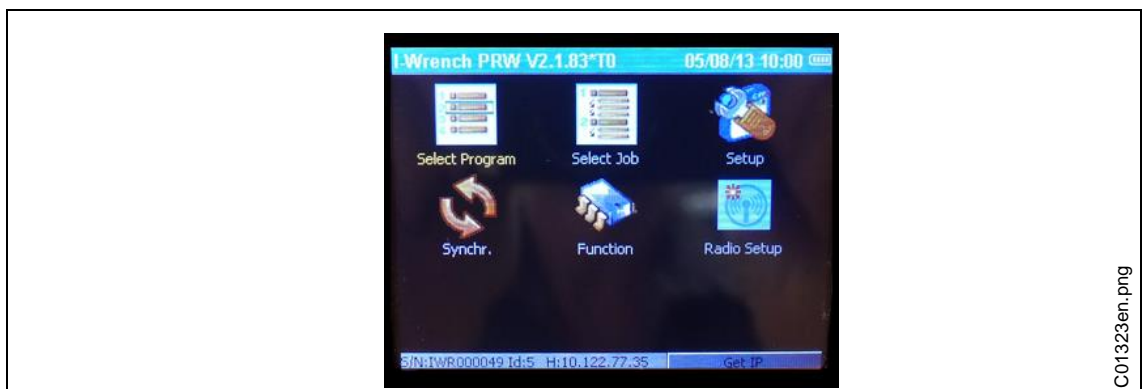 I-Wrench PRW V2.1.83*T0 05/08/13 10:00
Select Program Select Job Setup
Synchr. Function Radio Setup
S/N:IWR000049 Id:5 H:10.122.77.35 Get IP
C01323en.png